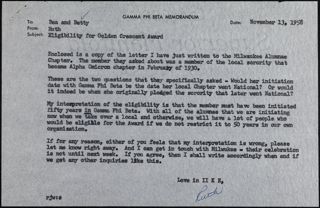 GAMMA PHI BETA MEMORANDUM
To: Bea and Betty Date: November 13, 1958
From: Ruth
Subject: Eligibility for Golden Crescent Award
Enclosed is a copy of the letter I have just written to the Milwaukee Alumnae
Chapter. The member they asked about was a member of the local sorority that
became Alpha Omicron chapter in February of 1930.
These are the two questions that they specifically asked - Would her initiation
date with Gamma Phi Beta be the date her local Chapter went National? Or would
it indeed be when she originally pledged the sorority that later went National?
My interpretation of the eligibility is that the member must have been initiated
fifty years in Gamma Phi Beta. With all of the alumnae that we are initiating
now when we take over a local and otherwise, we will have a lot of people who
would be eligible for the Award if we do not restrict it to 50 years in our own
organization.
If for any reason, either of you feels that my interpretation is wrong, please
let me know right away. And I can get in touch with Milwaukee - their celebration
is not until next week. If you agree, then I shall write accordingly when and if
we get any other inquiries like this.
Love in II K E,
Ruth